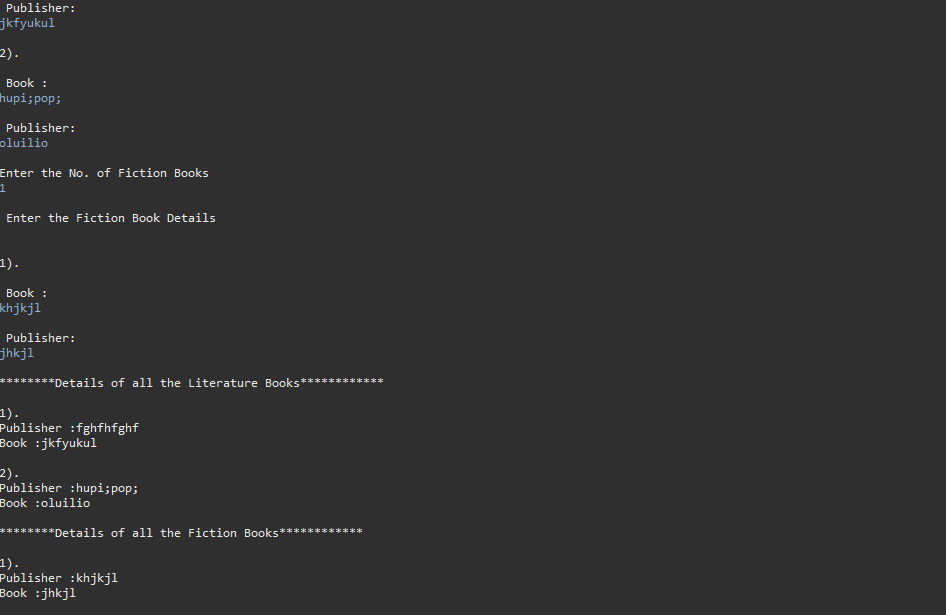 Publisher:
jkfyukul
2).
Book :
hupi;pop;
Publisher:
oluilio
Enter the No. of Fiction Books
1
Enter the Fiction Book Details
1).
Book :
khjkjl
Publisher:
jhkjl
********Details of all the Literature Books************
1).
Publisher :fghfhfghf
Book :jkfyukul
2).
Publisher :hupi;pop;
Book :oluilio
********Details of all the Fiction Books************
1).
Publisher :khjkjl
Book :jhkjl